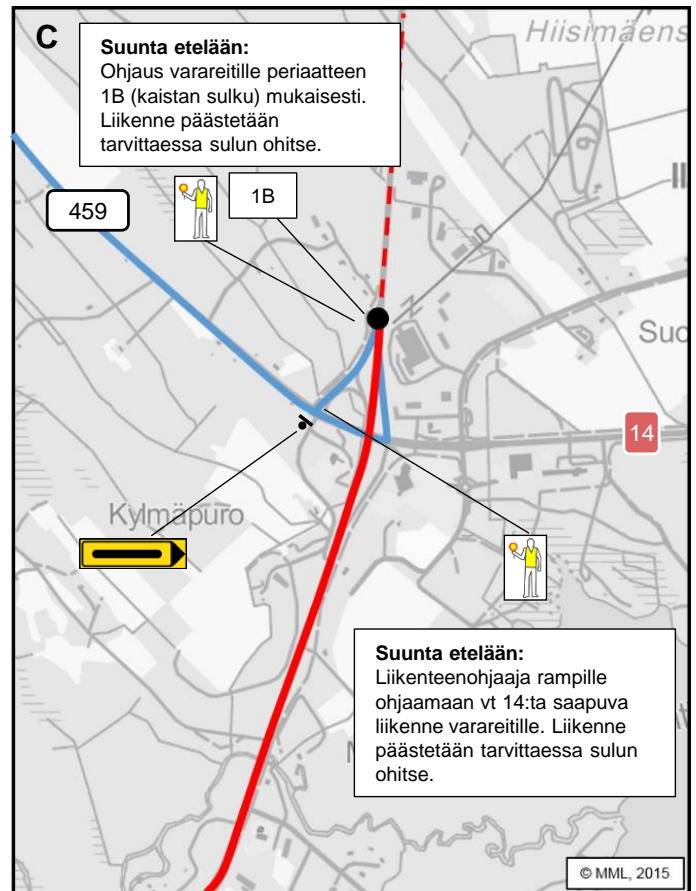 C
Suunta etelään:
Ohjaus varareitille periaatteen
1B (kaistan sulku) mukaisesti.
Liikenne päästetään
tarvittaessa sulun ohitse.
Hiisimäens
459
1B
Suo
14
Kylmäpuro
Suunta etelään:
Liikenteenohjaaja rampille
ohjaamaan vt 14:ta saapuva
liikenne varareitille. Liikenne
päästetään tarvittaessa sulun
ohitse.
© MML, 2015